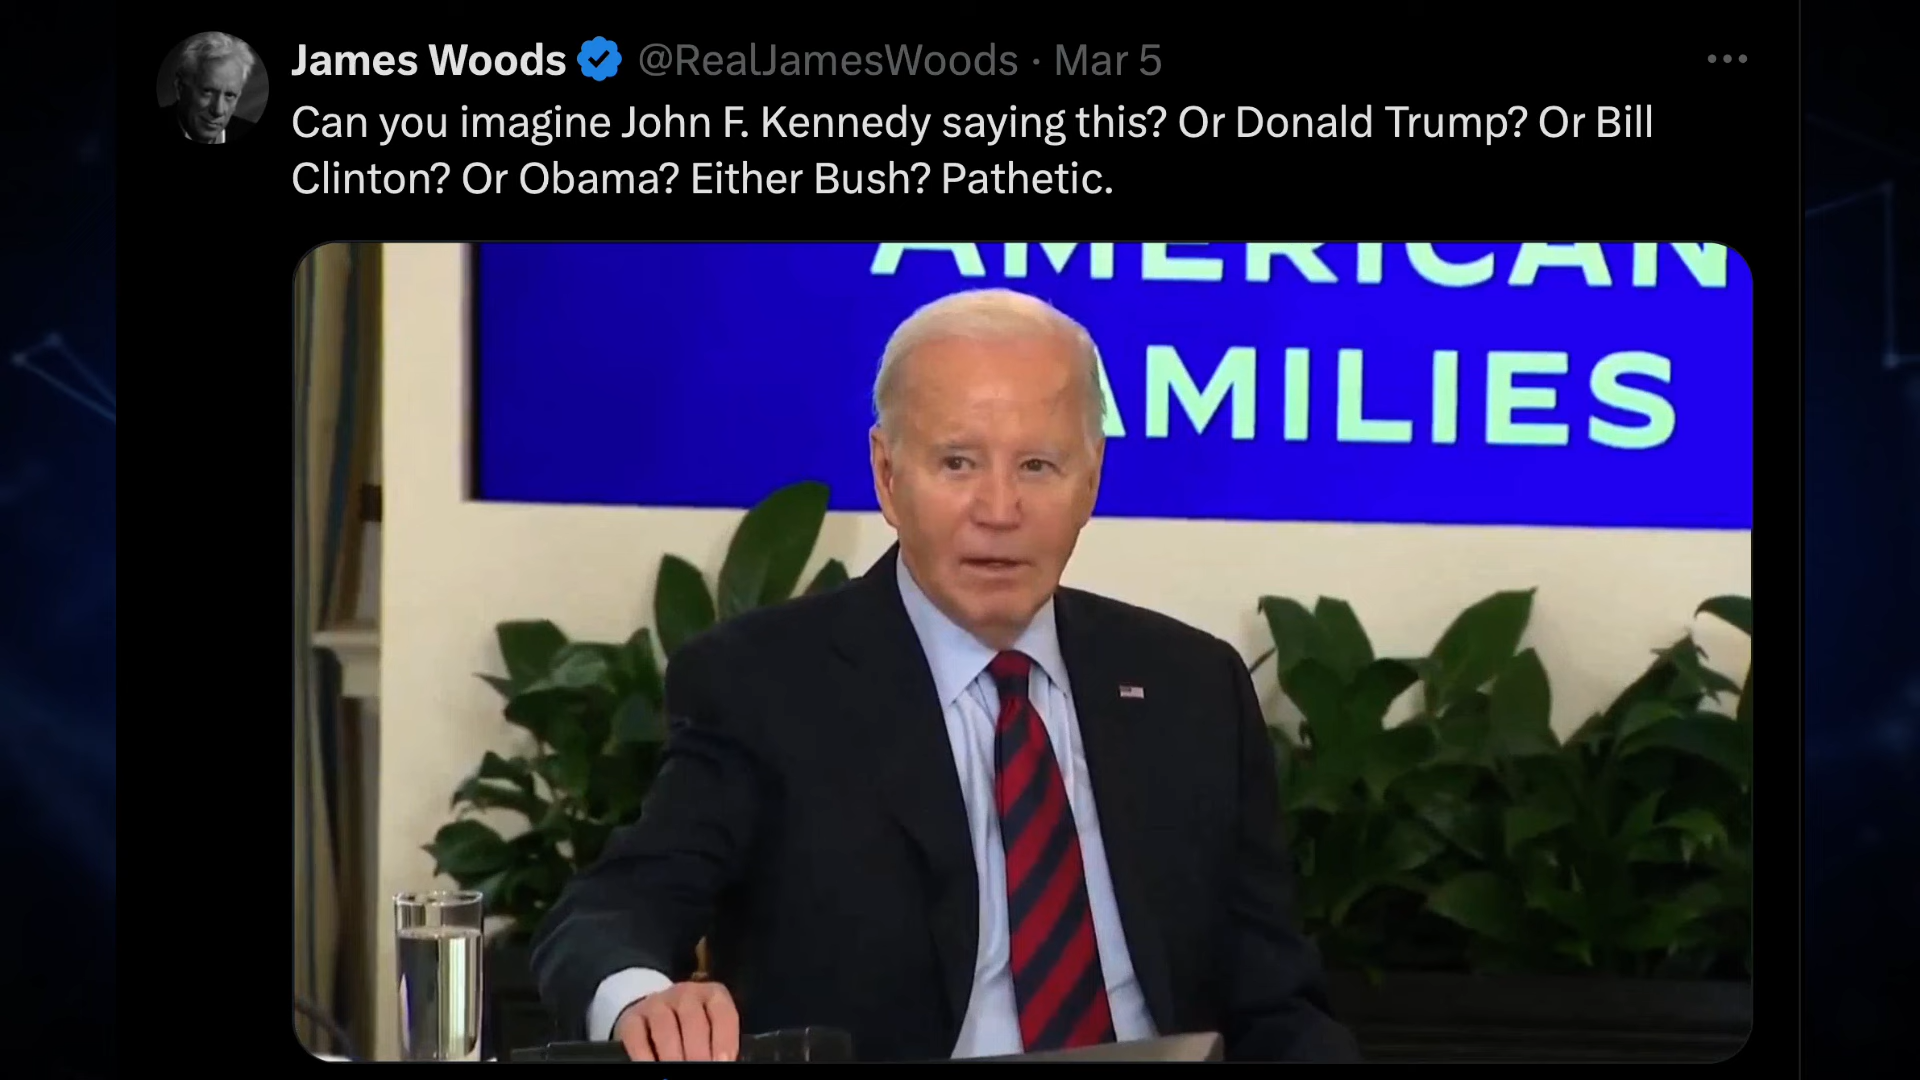 James Woods @RealJamesWoods · Mar 5
Can you imagine John F. Kennedy saying this? Or Donald Trump? Or Bill
Clinton? Or Obama? Either Bush? Pathetic.
AMERICAN
AMILIES